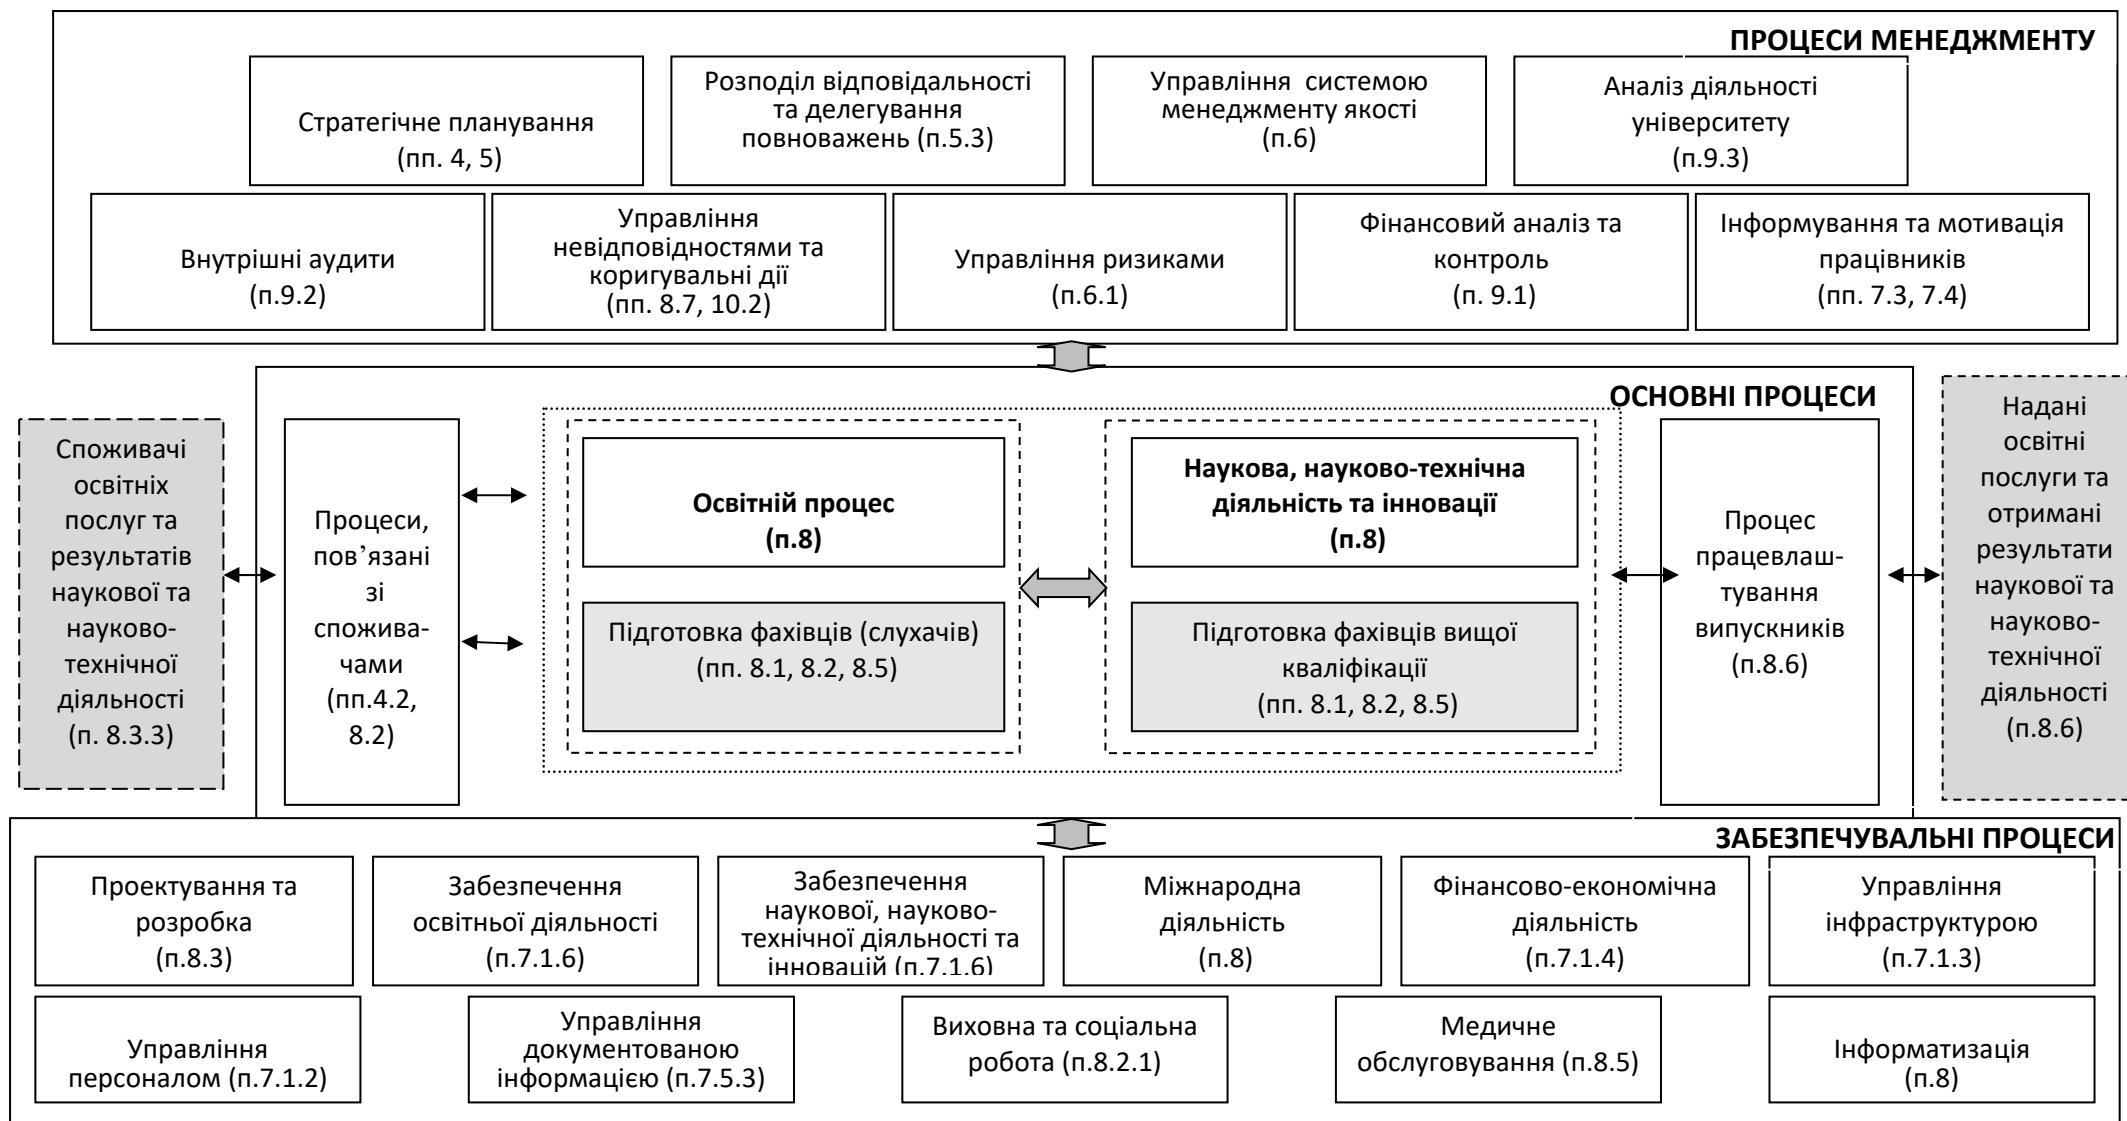 ПРОЦЕСИ МЕНЕДЖМЕНТУ
Стратегічне планування
(пп. 4, 5)
Розподіл відповідальності
та делегування
повноважень (п.5.3)
Управління системою
менеджменту якості
(п.6)
Аналіз діяльності
університету
(п.9.3)
Внутрішні аудити
(п.9.2)
Управління
невідповідностями та
коригувальні дії
(пп. 8.7, 10.2)
Управління ризиками
(п.6.1)
Фінансовий аналіз та
контроль
(п. 9.1)
Інформування та мотивація
працівників
(пп. 7.3, 7.4)
ОСНОВНІ ПРОЦЕСИ
Споживачі
освітніх
послуг та
результатів
наукової та
науково-
технічної
діяльності
(п. 8.3.3)
Процеси,
пов’язані
зі
спожива-
чами
(пп.4.2,
8.2)
Освітній процес
(п.8)
Підготовка фахівців (слухачів)
(пп. 8.1, 8.2, 8.5)
Наукова, науково-технічна
діяльність та інновації
(п.8)
Підготовка фахівців вищої
кваліфікації
(пп. 8.1, 8.2, 8.5)
Процес
працевлаш-
тування
випускників
(п.8.6)
Надані
освітні
послуги та
отримані
результати
наукової та
науково-
технічної
діяльності
(п.8.6)
ЗАБЕЗПЕЧУВАЛЬНІ ПРОЦЕСИ
Проектування та
розробка
(п.8.3)
Забезпечення
освітньої діяльності
(п.7.1.6)
Забезпечення
наукової, науково-
технічної діяльності та
інновацій (п.7.1.6)
Міжнародна
діяльність
(п.8)
Фінансово-економічна
діяльність
(п.7.1.4)
Управління
інфраструктурою
(п.7.1.3)
Управління
персоналом (п.7.1.2)
Управління
документованою
інформацією (п.7.5.3)
Виховна та соціальна
робота (п.8.2.1)
Медичне
обслуговування (п.8.5)
Інформатизація
(п.8)